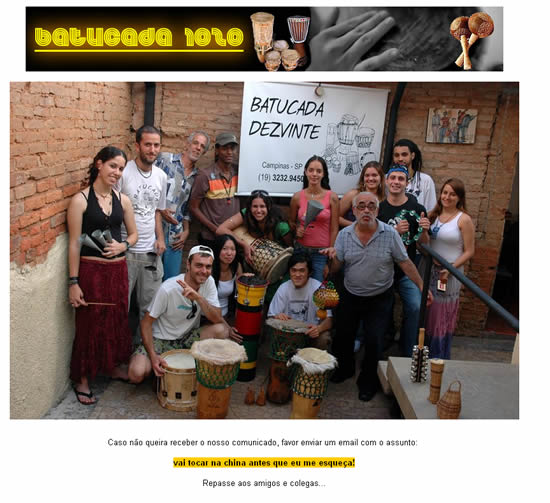 batucada 1020
BATUCADA
DEZVINTE
Campinas - SP
(19) 3232.9450
Caso não queira receber o nosso comunicado, favor enviar um email com o assunto:
vai tocar na china antes que eu me esqueça!
Repasse aos amigos e colegas...